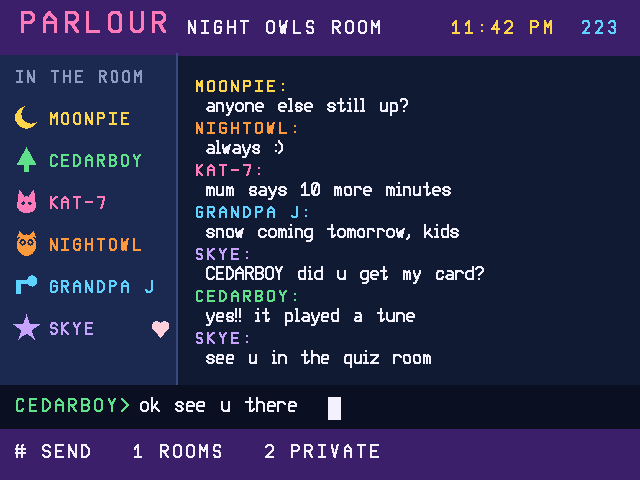 PARLOUR NIGHT OWLS ROOM 11:42 PM 223
IN THE ROOM
MOONPIE
CEDARBOY
KAT-7
NIGHTOWL
GRANDPA J
SKYE
MOONPIE:
anyone else still up?
NIGHTOWL:
always :)
KAT-7:
mum says 10 more minutes
GRANDPA J:
snow coming tomorrow, kids
SKYE:
CEDARBOY did u get my card?
CEDARBOY:
yes!! it played a tune
SKYE:
see u in the quiz room
CEDARBOY> ok see u there
# SEND 1 ROOMS 2 PRIVATE